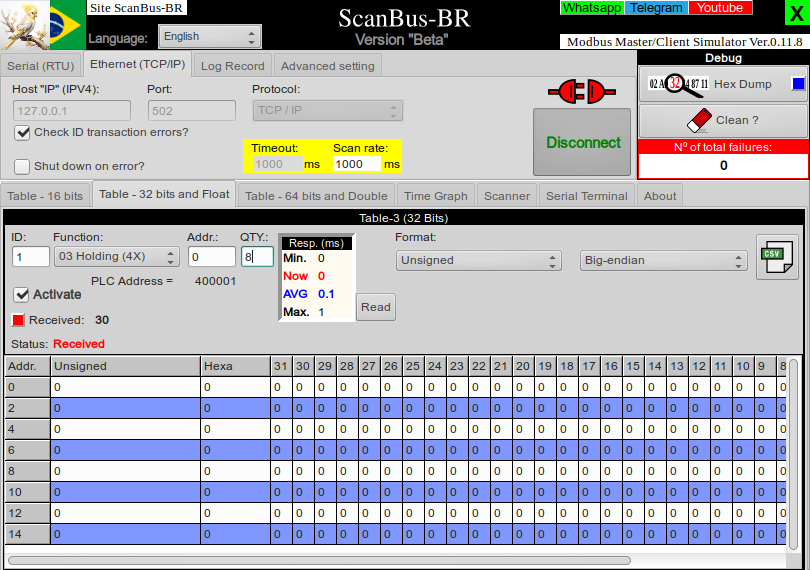 Site ScanBus-BR
Language: English
ScanBus-BR
Version "Beta"
Whatsapp Telegram Youtube
X
Modbus Master/Client Simulator Ver.0.11.8
Serial (RTU) Ethernet (TCP/IP) Log Record Advanced setting
Host "IP" (IPV4): Port: Protocol:
127.0.0.1 502 TCP / IP
Check ID transaction errors?
Shut down on error?
Timeout: Scan rate:
1000 ms 1000 ms
Disconnect
Debug
02 A 32 4 87 11 Hex Dump
Clean ?
Nº of total failures:
0
Table - 16 bits Table - 32 bits and Float Table - 64 bits and Double Time Graph Scanner Serial Terminal About
Table-3 (32 Bits)
ID: Function: Addr.: QTY.:
1 03 Holding (4X) 0 8
PLC Address = 400001
Activate
Received: 30
Status: Received
Resp. (ms)
Min. 0
Now 0
AVG 0.1
Max. 1
Read
Format:
Unsigned Big-endian
CSV
Addr. Unsigned Hexa 31 30 29 28 27 26 25 24 23 22 21 20 19 18 17 16 15 14 13 12 11 10 9 8
0 0 0 0 0 0 0 0 0 0 0 0 0 0 0 0 0 0 0 0 0 0 0 0 0 0 0 0
2 0 0 0 0 0 0 0 0 0 0 0 0 0 0 0 0 0 0 0 0 0 0 0 0 0 0 0
4 0 0 0 0 0 0 0 0 0 0 0 0 0 0 0 0 0 0 0 0 0 0 0 0 0 0 0
6 0 0 0 0 0 0 0 0 0 0 0 0 0 0 0 0 0 0 0 0 0 0 0 0 0 0 0
8 0 0 0 0 0 0 0 0 0 0 0 0 0 0 0 0 0 0 0 0 0 0 0 0 0 0 0
10 0 0 0 0 0 0 0 0 0 0 0 0 0 0 0 0 0 0 0 0 0 0 0 0 0 0 0
12 0 0 0 0 0 0 0 0 0 0 0 0 0 0 0 0 0 0 0 0 0 0 0 0 0 0 0
14 0 0 0 0 0 0 0 0 0 0 0 0 0 0 0 0 0 0 0 0 0 0 0 0 0 0 0